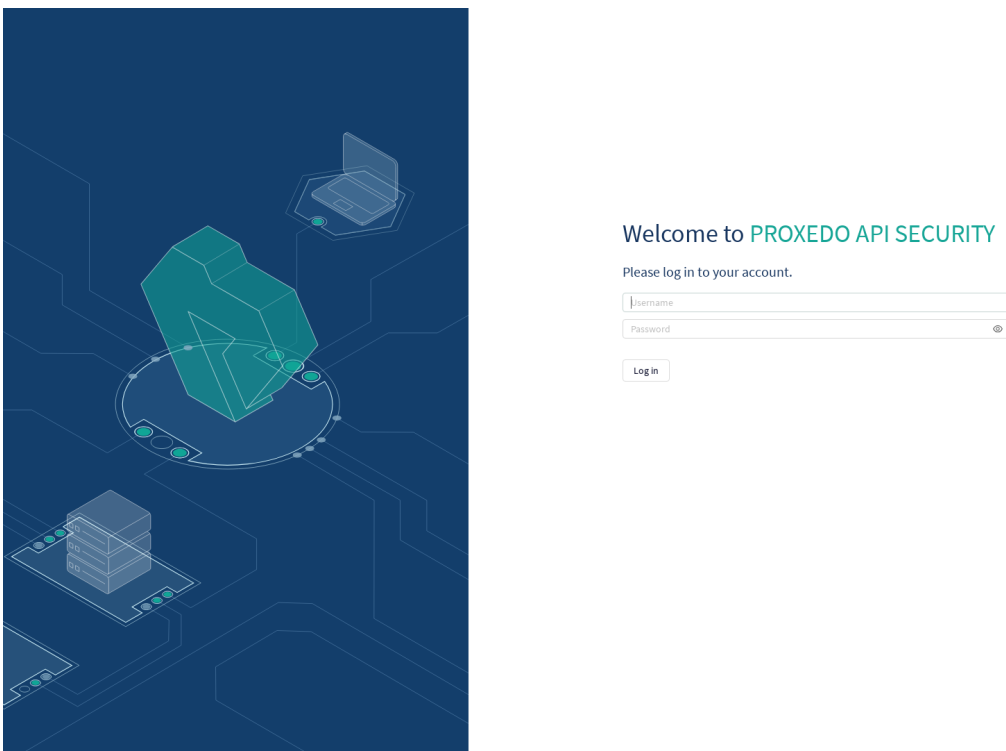 Welcome to PROXEDO API SECURITY
Please log in to your account.
Username
Password
Log in